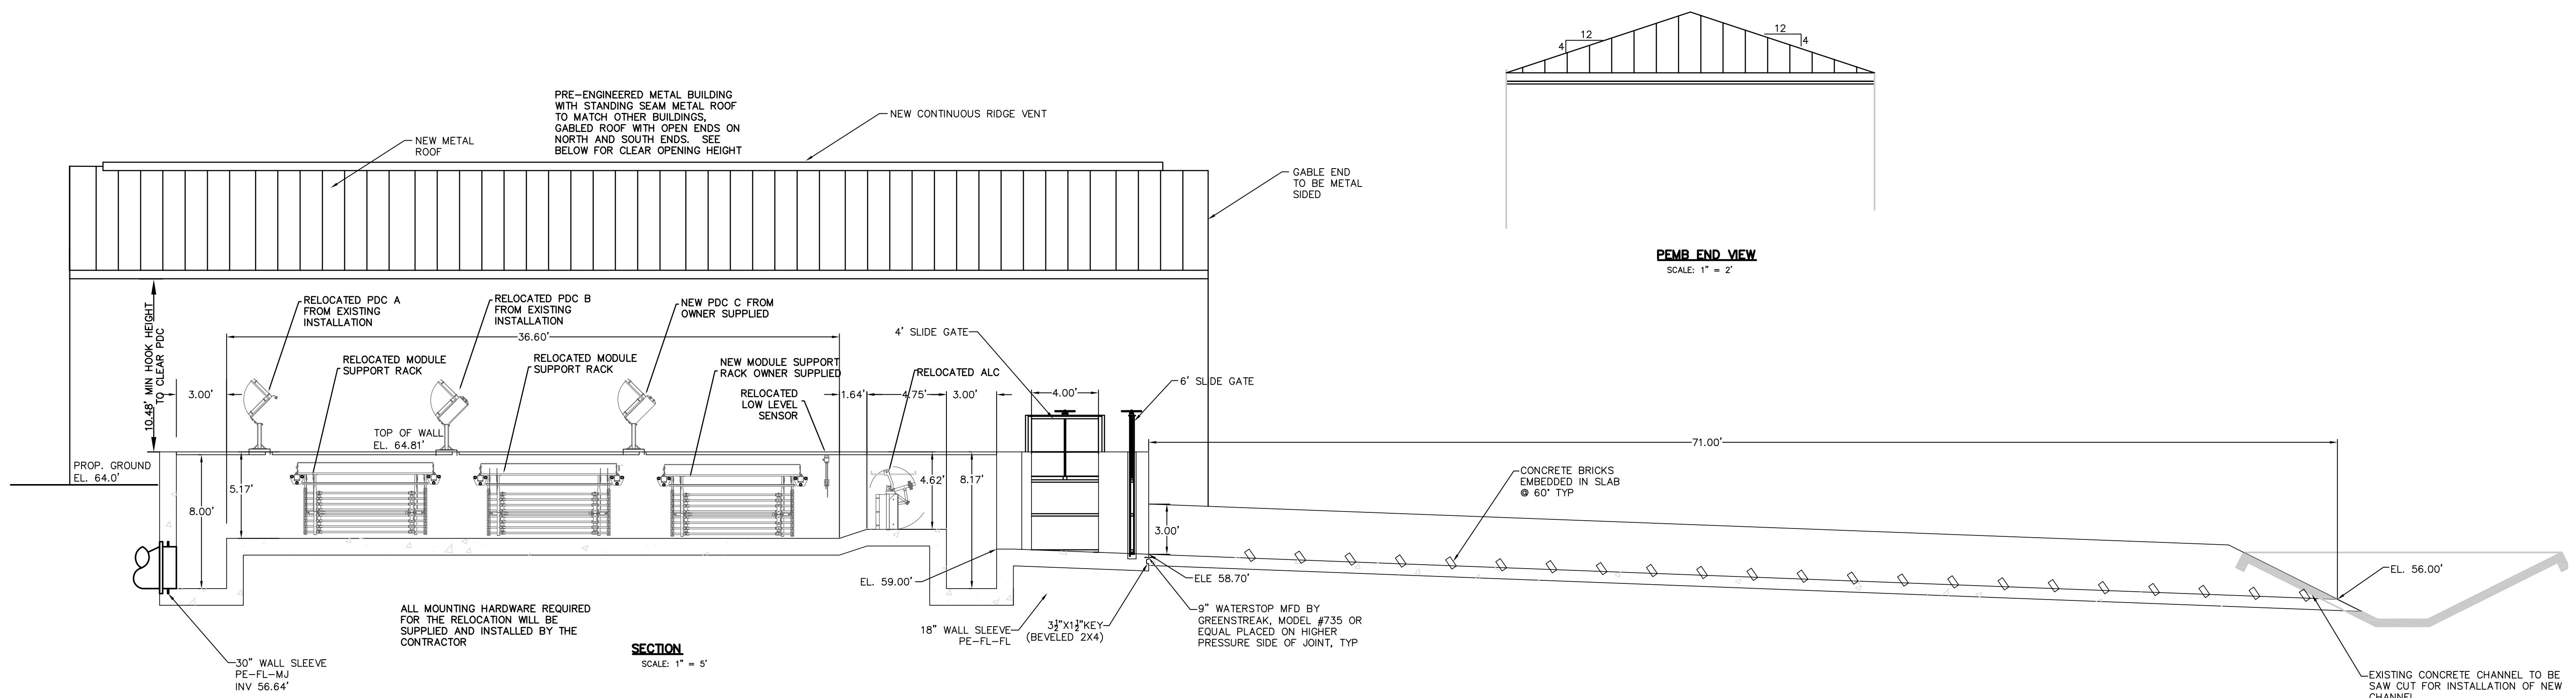 12
4
12
4
PEMB END VIEW
SCALE: 1" = 2'
PRE-ENGINEERED METAL BUILDING
WITH STANDING SEAM METAL ROOF
TO MATCH OTHER BUILDINGS,
GABLED ROOF WITH OPEN ENDS ON
NORTH AND SOUTH ENDS. SEE
BELOW FOR CLEAR OPENING HEIGHT
NEW CONTINUOUS RIDGE VENT
NEW METAL
ROOF
GABLE END
TO BE METAL
SIDED
10.48' MIN HOOK HEIGHT
TO CLEAR PDC
RELOCATED PDC A
FROM EXISTING
INSTALLATION
RELOCATED PDC B
FROM EXISTING
INSTALLATION
NEW PDC C FROM
OWNER SUPPLIED
4' SLIDE GATE
36.60'
RELOCATED MODULE
SUPPORT RACK
RELOCATED MODULE
SUPPORT RACK
NEW MODULE SUPPORT
RACK OWNER SUPPLIED
RELOCATED ALC
6' SLIDE GATE
3.00'
RELOCATED
LOW LEVEL
SENSOR
1.64'
4.75'
3.00'
4.00'
TOP OF WALL
EL. 64.81'
71.00'
PROP. GROUND
EL. 64.0'
5.17'
8.00'
4.62'
8.17'
CONCRETE BRICKS
EMBEDDED IN SLAB
@ 60° TYP
3.00'
EL. 59.00'
ELE 58.70'
EL. 56.00'
ALL MOUNTING HARDWARE REQUIRED
FOR THE RELOCATION WILL BE
SUPPLIED AND INSTALLED BY THE
CONTRACTOR
18" WALL SLEEVE
PE-FL-FL
3½"X1½"KEY
(BEVELED 2X4)
9" WATERSTOP MFD BY
GREENSTREAK, MODEL #735 OR
EQUAL PLACED ON HIGHER
PRESSURE SIDE OF JOINT, TYP
SECTION
SCALE: 1" = 5'
30" WALL SLEEVE
PE-FL-MJ
INV 56.64'
EXISTING CONCRETE CHANNEL TO BE
SAW CUT FOR INSTALLATION OF NEW
CHANNEL